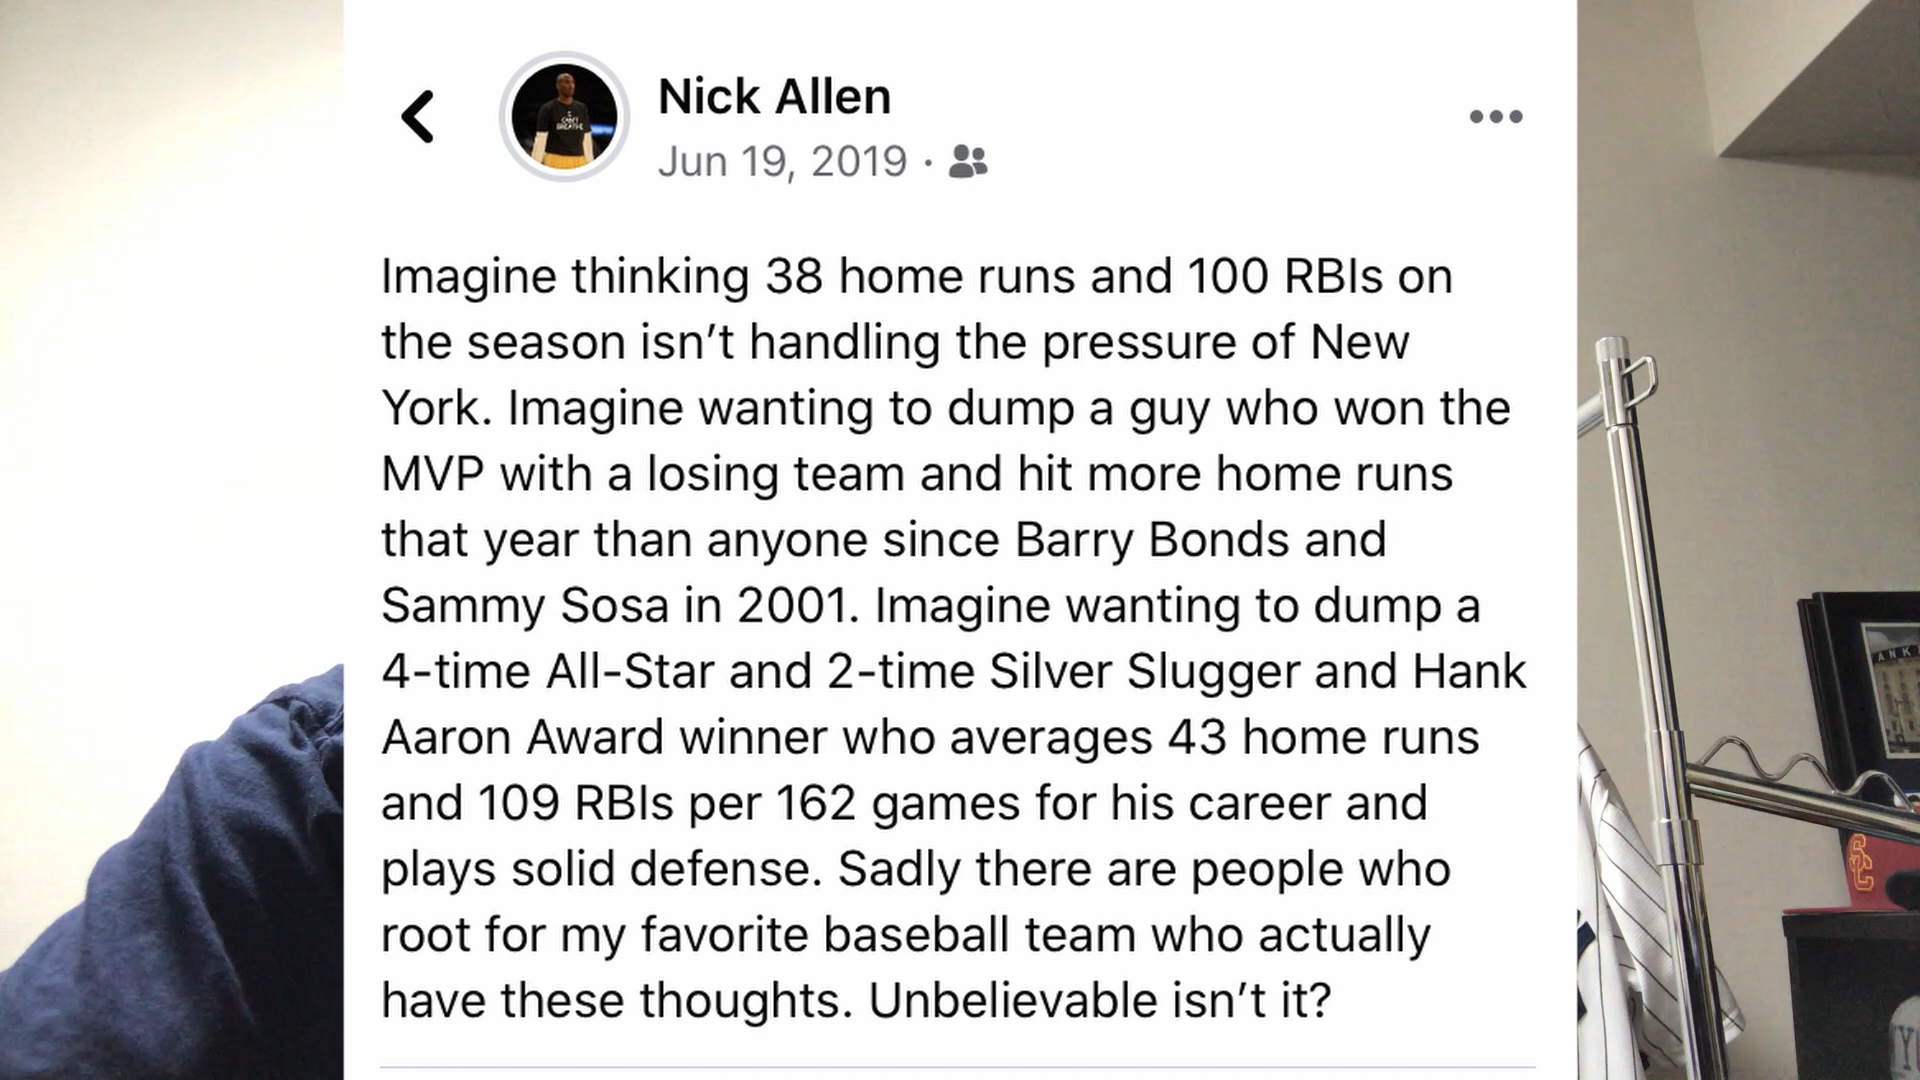 Nick Allen
Jun 19, 2019 ·
I CAN'T
BREATHE
Imagine thinking 38 home runs and 100 RBIs on
the season isn’t handling the pressure of New
York. Imagine wanting to dump a guy who won the
MVP with a losing team and hit more home runs
that year than anyone since Barry Bonds and
Sammy Sosa in 2001. Imagine wanting to dump a
4-time All-Star and 2-time Silver Slugger and Hank
Aaron Award winner who averages 43 home runs
and 109 RBIs per 162 games for his career and
plays solid defense. Sadly there are people who
root for my favorite baseball team who actually
have these thoughts. Unbelievable isn’t it?
ANK
SC